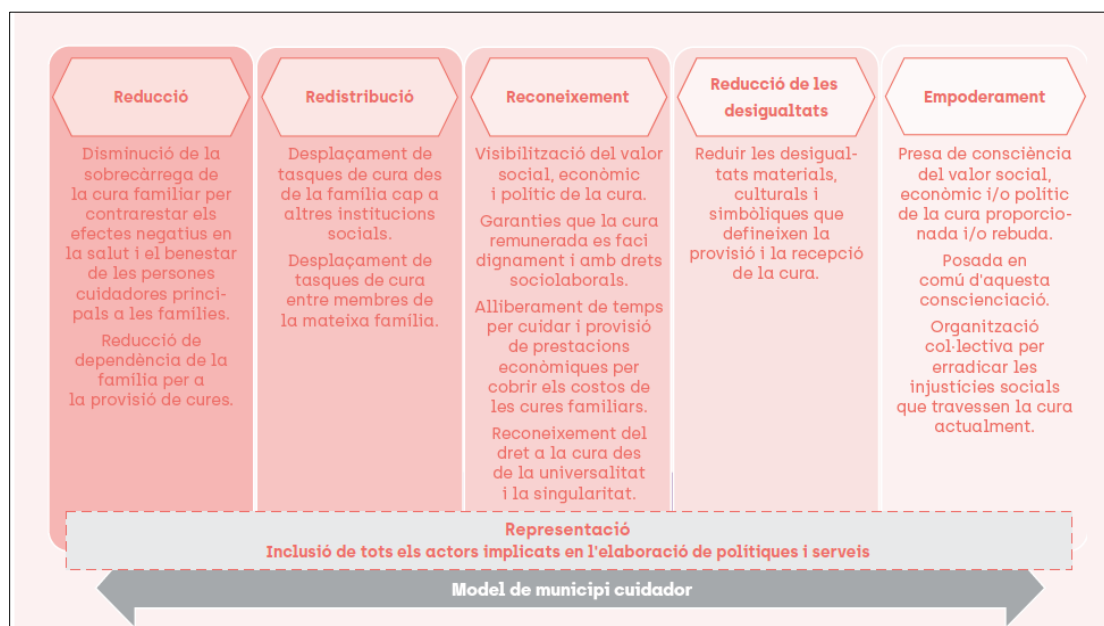 Reducció
Disminució de la
sobrecàrrega de
la cura familiar per
contrarestar els
efectes negatius en
la salut i el benestar
de les persones
cuidadores princi-
pals a les famílies.
Reducció de
dependència de la
família per a
la provisió de cures.
Redistribució
Desplaçament de
tasques de cura des
de la família cap a
altres institucions
socials.
Desplaçament de
tasques de cura
entre membres de
la mateixa família.
Reconeixement
Visibilització del valor
social, econòmic
i polític de la cura.
Garanties que la cura
remunerada es faci
dignament i amb drets
sociolaborals.
Alliberament de temps
per cuidar i provisió
de prestacions
econòmiques per
cobrir els costos de
les cures familiars.
Reconeixement del
dret a la cura des
de la universalitat
i la singularitat.
Reducció de les
desigualtats
Reduir les desigual-
tats materials,
culturals i
simbòliques que
defineixen la
provisió i la recepció
de la cura.
Empoderament
Presa de consciència
del valor social,
econòmic i/o polític
de la cura proporcio-
nada i/o rebuda.
Posada en
comú d'aquesta
conscienciació.
Organització
col·lectiva per
erradicar les
injustícies socials
que travessen la cura
actualment.
Representació
Inclusió de tots els actors implicats en l'elaboració de polítiques i serveis
Model de municipi cuidador